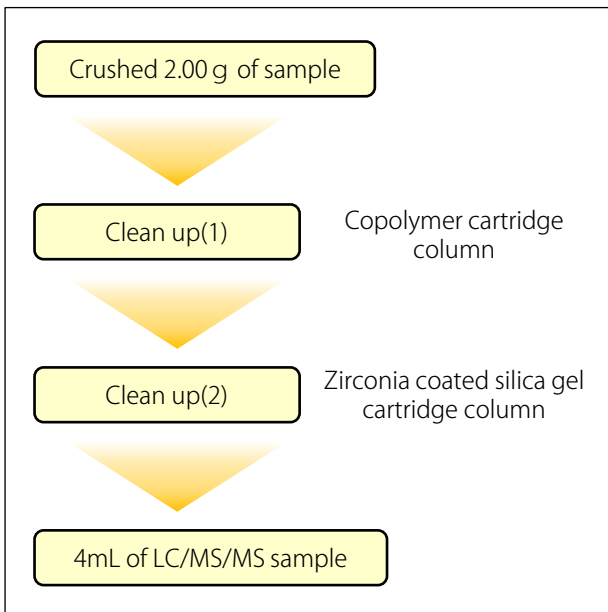 Crushed 2.00 g of sample
Clean up(1)
Copolymer cartridge
column
Clean up(2)
Zirconia coated silica gel
cartridge column
4mL of LC/MS/MS sample